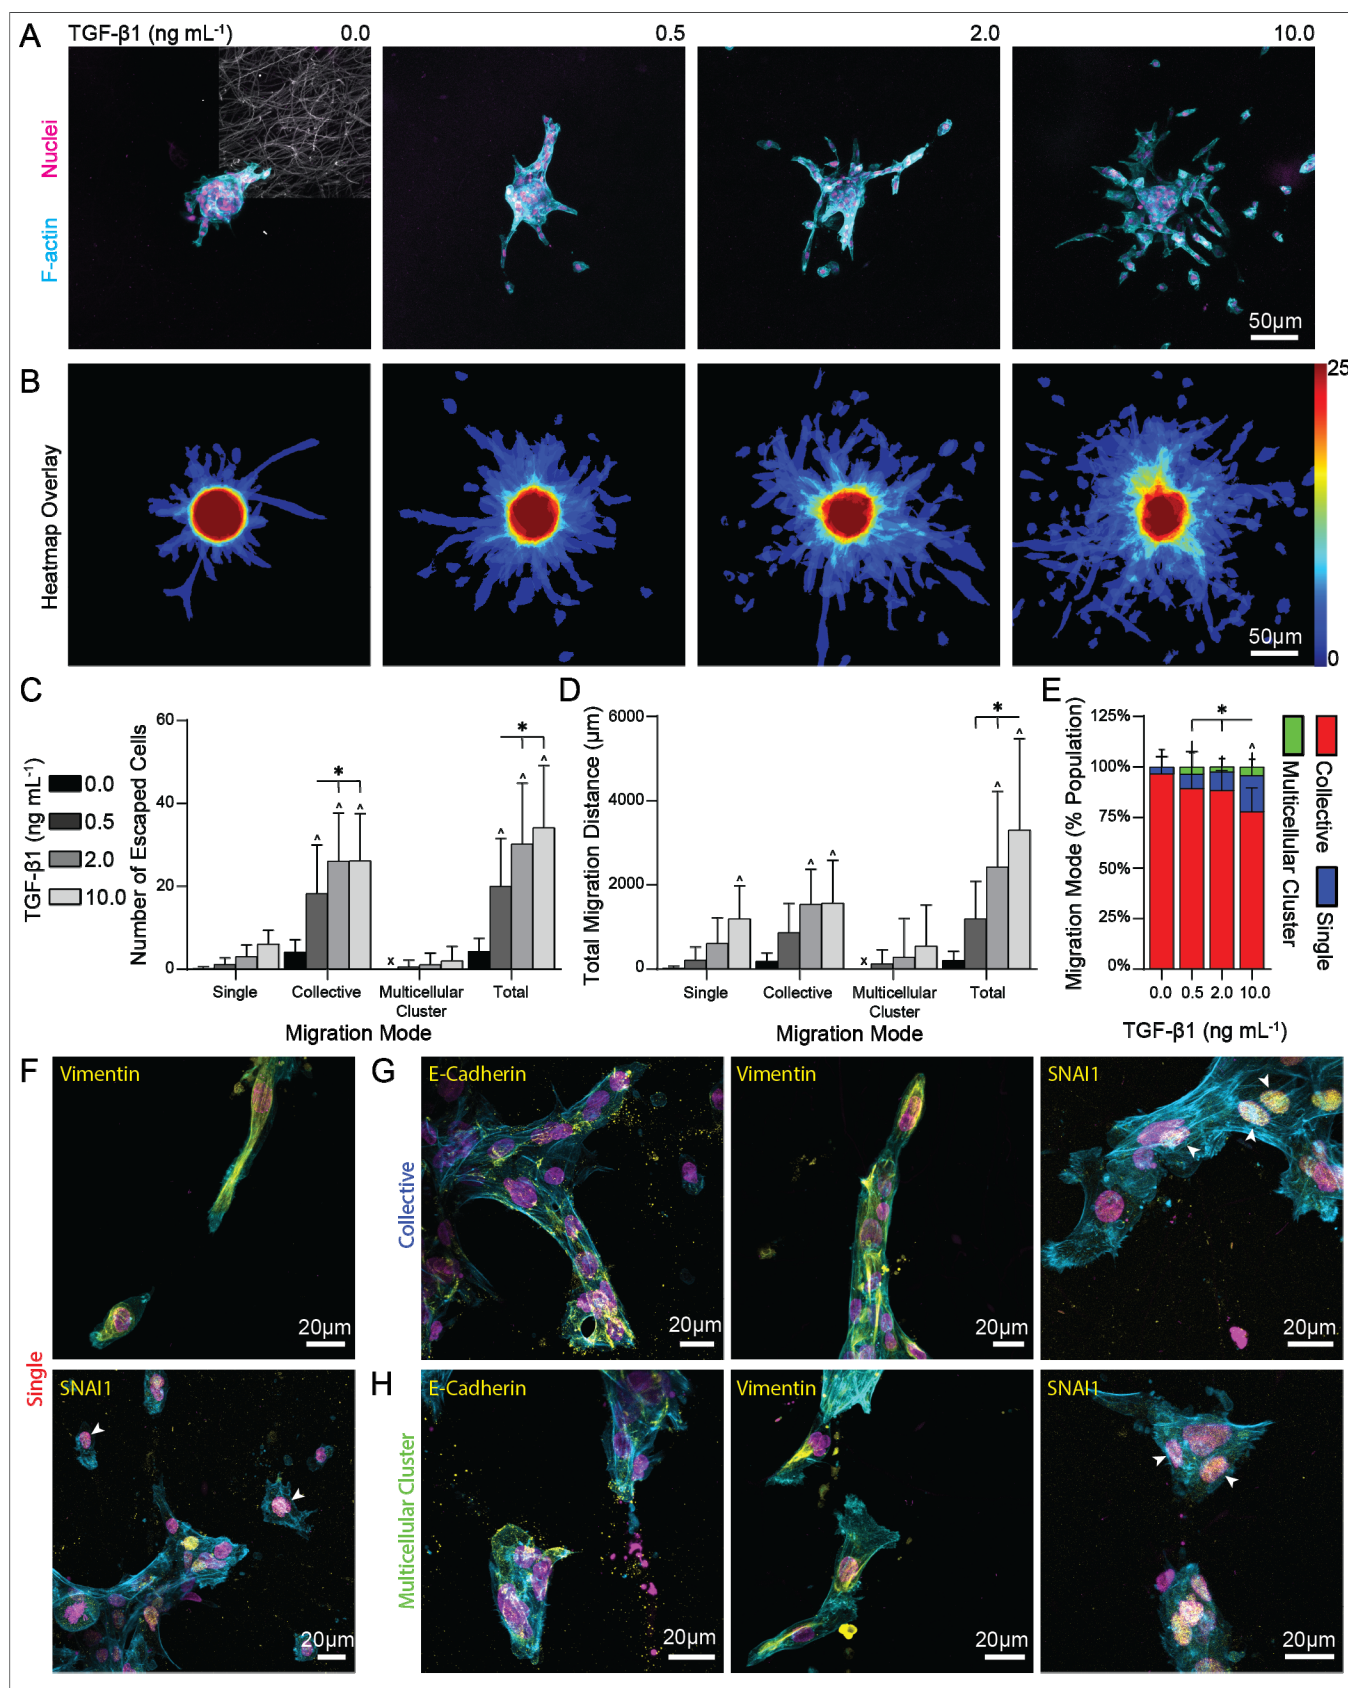 A
TGF-β1 (ng mL⁻¹) 0.0 0.5 2.0 10.0
F-actin Nuclei
50μm
B
Heatmap Overlay
25
0
50μm
C
TGF-β1 (ng mL⁻¹)
0.0
0.5
2.0
10.0
Number of Escaped Cells
60
40
20
0
*
^ ^ ^
x
*
^ ^ ^
Single Collective Multicellular Cluster Total
Migration Mode
D
Total Migration Distance (μm)
6000
4000
2000
0
^
^ ^
x
*
^ ^
Single Collective Multicellular Cluster Total
Migration Mode
E
Migration Mode (% Population)
125%
100%
75%
50%
25%
0%
*
^
0.0 0.5 2.0 10.0
TGF-β1 (ng mL⁻¹)
Multicellular Cluster
Collective
Single
F
Single
Vimentin
20μm
SNAI1
20μm
G
Collective
E-Cadherin
20μm
Vimentin
20μm
SNAI1
20μm
H
Multicellular Cluster
E-Cadherin
20μm
Vimentin
20μm
SNAI1
20μm